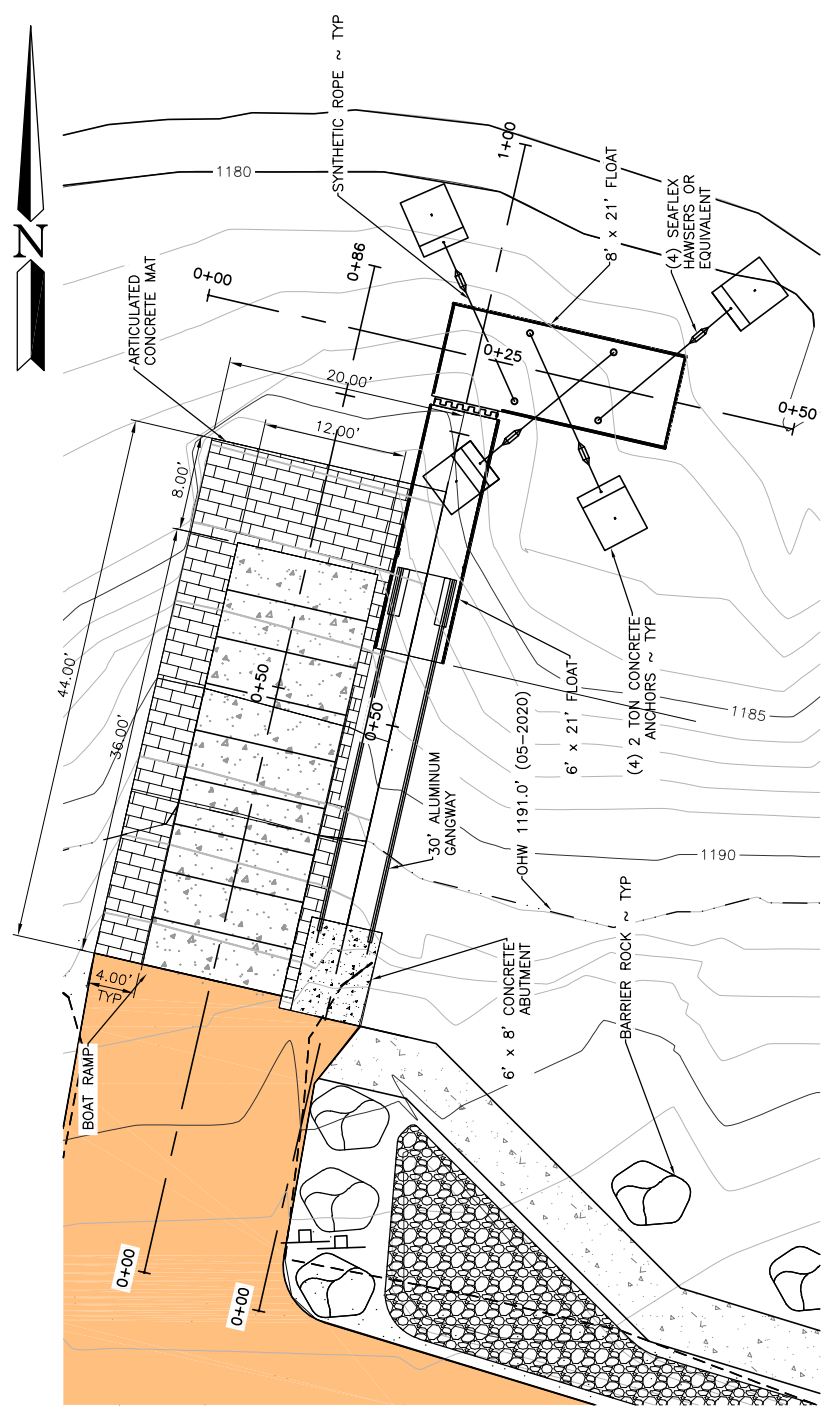 N
SYNTHETIC ROPE ~ TYP
1180
1+00
8' x 21' FLOAT
(4) SEAFLEX
HAWSERS OR
EQUIVALENT
ARTICULATED
CONCRETE MAT
0+00
0+86
0+25
0+50
20.00'
12.00'
8.00'
44.00'
36.00'
0+50
0+50
6' x 21' FLOAT
(4) 2 TON CONCRETE
ANCHORS ~ TYP
1185
OHW 1191.0' (05-2020)
30' ALUMINUM
GANGWAY
1190
4.00'
TYP
BOAT RAMP
6' x 8' CONCRETE
ABUTMENT
BARRIER ROCK ~ TYP
0+00
0+00